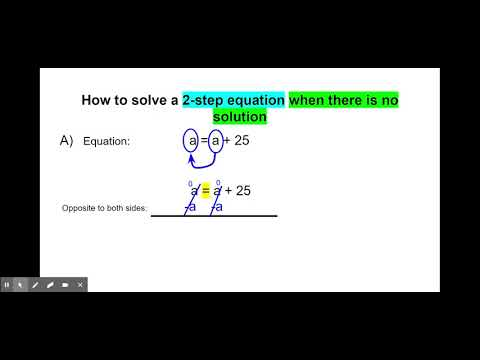 How to solve a 2-step equation when there is no
solution
A) Equation: a = a + 25
0 0
a = a + 25
Opposite to both sides: -a -a